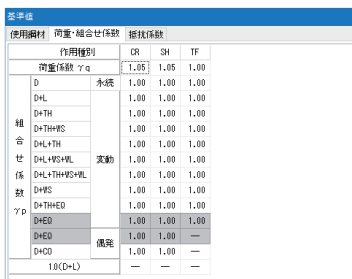 基準値
使用鋼材 荷重・組合せ係数 抵抗係数
作用種別 CR SH TF
荷重係数 γq 1.05 1.05 1.00
組合せ係数 γp
D 永続 1.00 1.00 1.00
D+L 変動 1.00 1.00 1.00
D+TH 1.00 1.00 1.00
D+TH+WS 1.00 1.00 1.00
D+L+TH 1.00 1.00 1.00
D+L+WS+WL 1.00 1.00 1.00
D+L+TH+WS+WL 1.00 1.00 1.00
D+WS 1.00 1.00 1.00
D+TH+EQ 1.00 1.00 1.00
D+EQ 1.00 1.00 1.00
D+EQ 偶発 1.00 1.00 —
D+CO 1.00 1.00 —
1.0(D+L) — — —